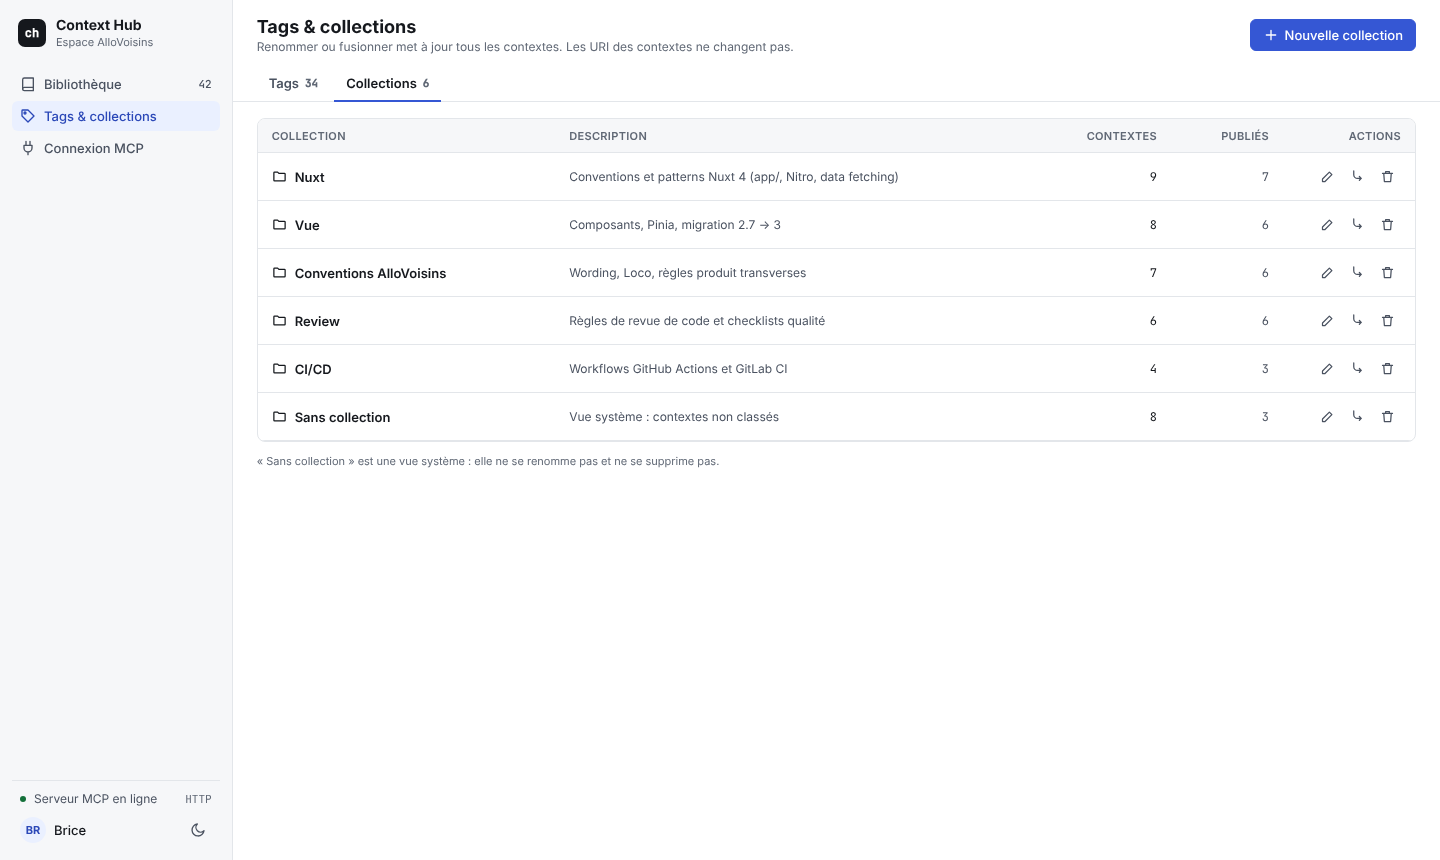 ch
Context Hub
Espace AlloVoisins
Bibliothèque 42
Tags & collections
Connexion MCP
Serveur MCP en ligne HTTP
BR Brice
Tags & collections
Renommer ou fusionner met à jour tous les contextes. Les URI des contextes ne changent pas.
+ Nouvelle collection
Tags 34 Collections 6
COLLECTION DESCRIPTION CONTEXTES PUBLIÉS ACTIONS
Nuxt Conventions et patterns Nuxt 4 (app/, Nitro, data fetching) 9 7
Vue Composants, Pinia, migration 2.7 → 3 8 6
Conventions AlloVoisins Wording, Loco, règles produit transverses 7 6
Review Règles de revue de code et checklists qualité 6 6
CI/CD Workflows GitHub Actions et GitLab CI 4 3
Sans collection Vue système : contextes non classés 8 3
« Sans collection » est une vue système : elle ne se renomme pas et ne se supprime pas.